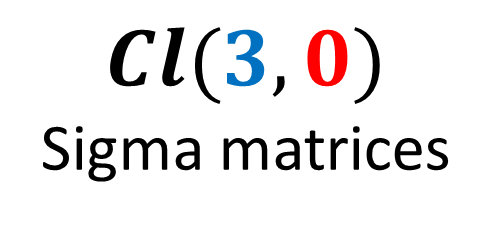 Cl(3, 0)
Sigma matrices